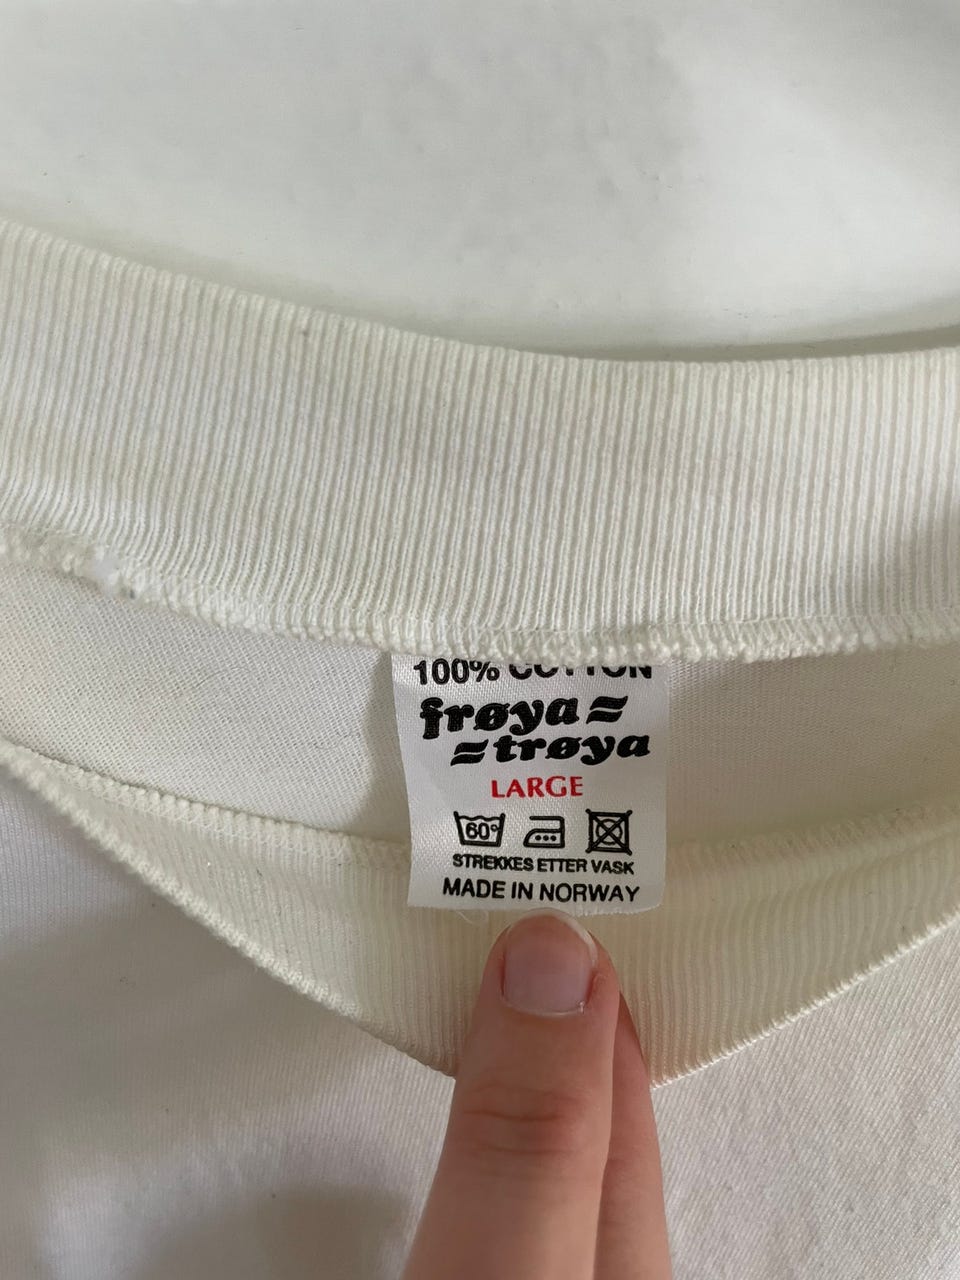 100% COTTON
frøya
trøya
LARGE
60°
STREKKES ETTER VASK
MADE IN NORWAY